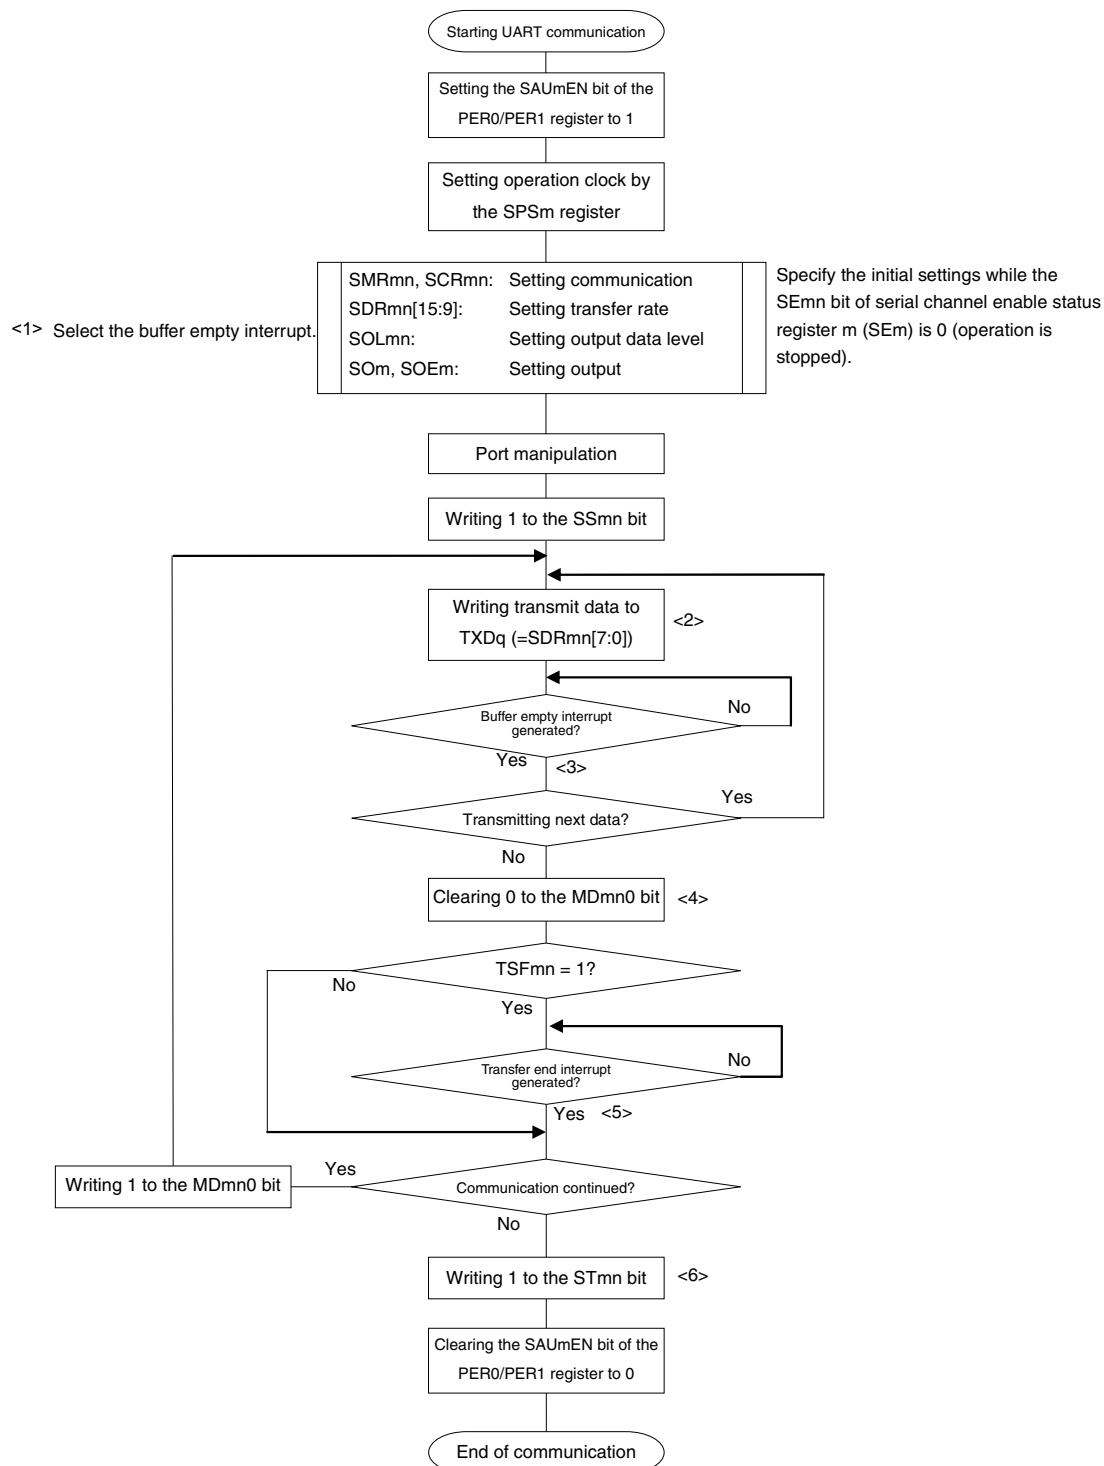 Starting UART communication
Setting the SAUmEN bit of the
PER0/PER1 register to 1
Setting operation clock by
the SPSm register
<1> Select the buffer empty interrupt.
SMRmn, SCRmn: Setting communication
SDRmn[15:9]: Setting transfer rate
SOLmn: Setting output data level
SOm, SOEm: Setting output
Specify the initial settings while the
SEmn bit of serial channel enable status
register m (SEm) is 0 (operation is
stopped).
Port manipulation
Writing 1 to the SSmn bit
Writing transmit data to
TXDq (=SDRmn[7:0])
<2>
Buffer empty interrupt
generated?
No
Yes
<3>
Transmitting next data?
Yes
No
Clearing 0 to the MDmn0 bit
<4>
TSFmn = 1?
No
Yes
Transfer end interrupt
generated?
No
Yes
<5>
Communication continued?
Yes
Writing 1 to the MDmn0 bit
No
Writing 1 to the STmn bit
<6>
Clearing the SAUmEN bit of the
PER0/PER1 register to 0
End of communication